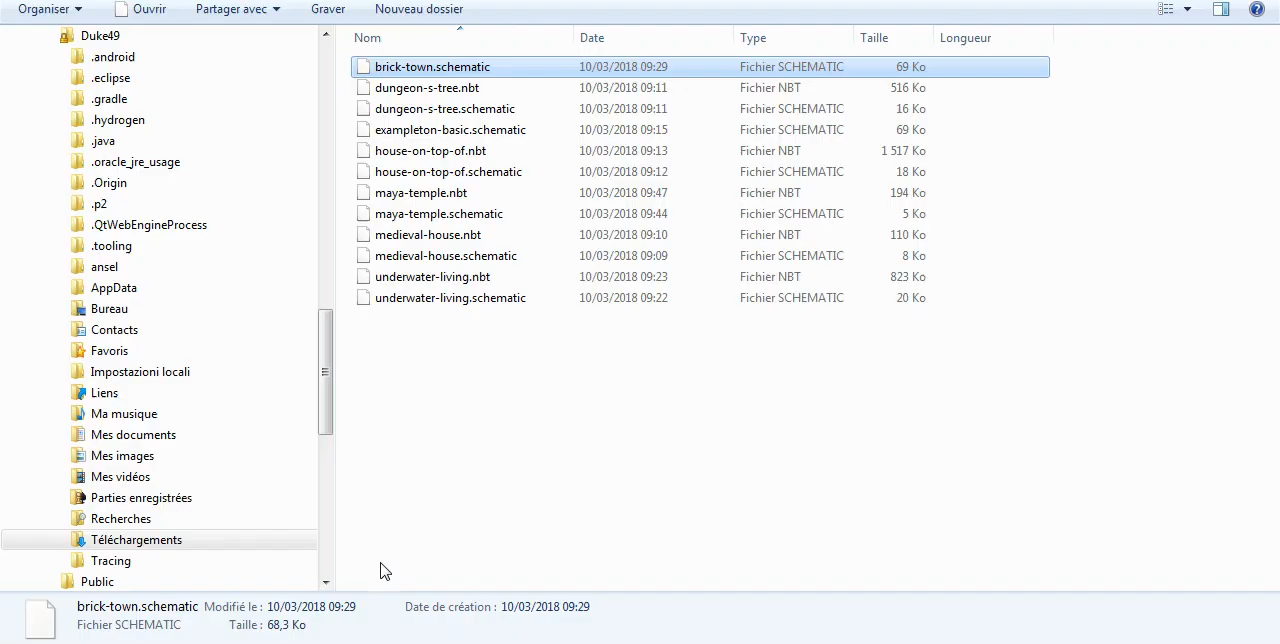 Organiser Ouvrir Partager avec Graver Nouveau dossier
Duke49
.android
.eclipse
.gradle
.hydrogen
.java
.oracle_jre_usage
.Origin
.p2
.QtWebEngineProcess
.tooling
ansel
AppData
Bureau
Contacts
Favoris
Impostazioni locali
Liens
Ma musique
Mes documents
Mes images
Mes vidéos
Parties enregistrées
Recherches
Téléchargements
Tracing
Public
Nom Date Type Taille Longueur
brick-town.schematic 10/03/2018 09:29 Fichier SCHEMATIC 69 Ko
dungeon-s-tree.nbt 10/03/2018 09:11 Fichier NBT 516 Ko
dungeon-s-tree.schematic 10/03/2018 09:11 Fichier SCHEMATIC 16 Ko
exampleton-basic.schematic 10/03/2018 09:15 Fichier SCHEMATIC 69 Ko
house-on-top-of.nbt 10/03/2018 09:13 Fichier NBT 1 517 Ko
house-on-top-of.schematic 10/03/2018 09:12 Fichier SCHEMATIC 18 Ko
maya-temple.nbt 10/03/2018 09:47 Fichier NBT 194 Ko
maya-temple.schematic 10/03/2018 09:44 Fichier SCHEMATIC 5 Ko
medieval-house.nbt 10/03/2018 09:10 Fichier NBT 110 Ko
medieval-house.schematic 10/03/2018 09:09 Fichier SCHEMATIC 8 Ko
underwater-living.nbt 10/03/2018 09:23 Fichier NBT 823 Ko
underwater-living.schematic 10/03/2018 09:22 Fichier SCHEMATIC 20 Ko
brick-town.schematic Modifié le : 10/03/2018 09:29 Date de création : 10/03/2018 09:29
Fichier SCHEMATIC Taille : 68,3 Ko